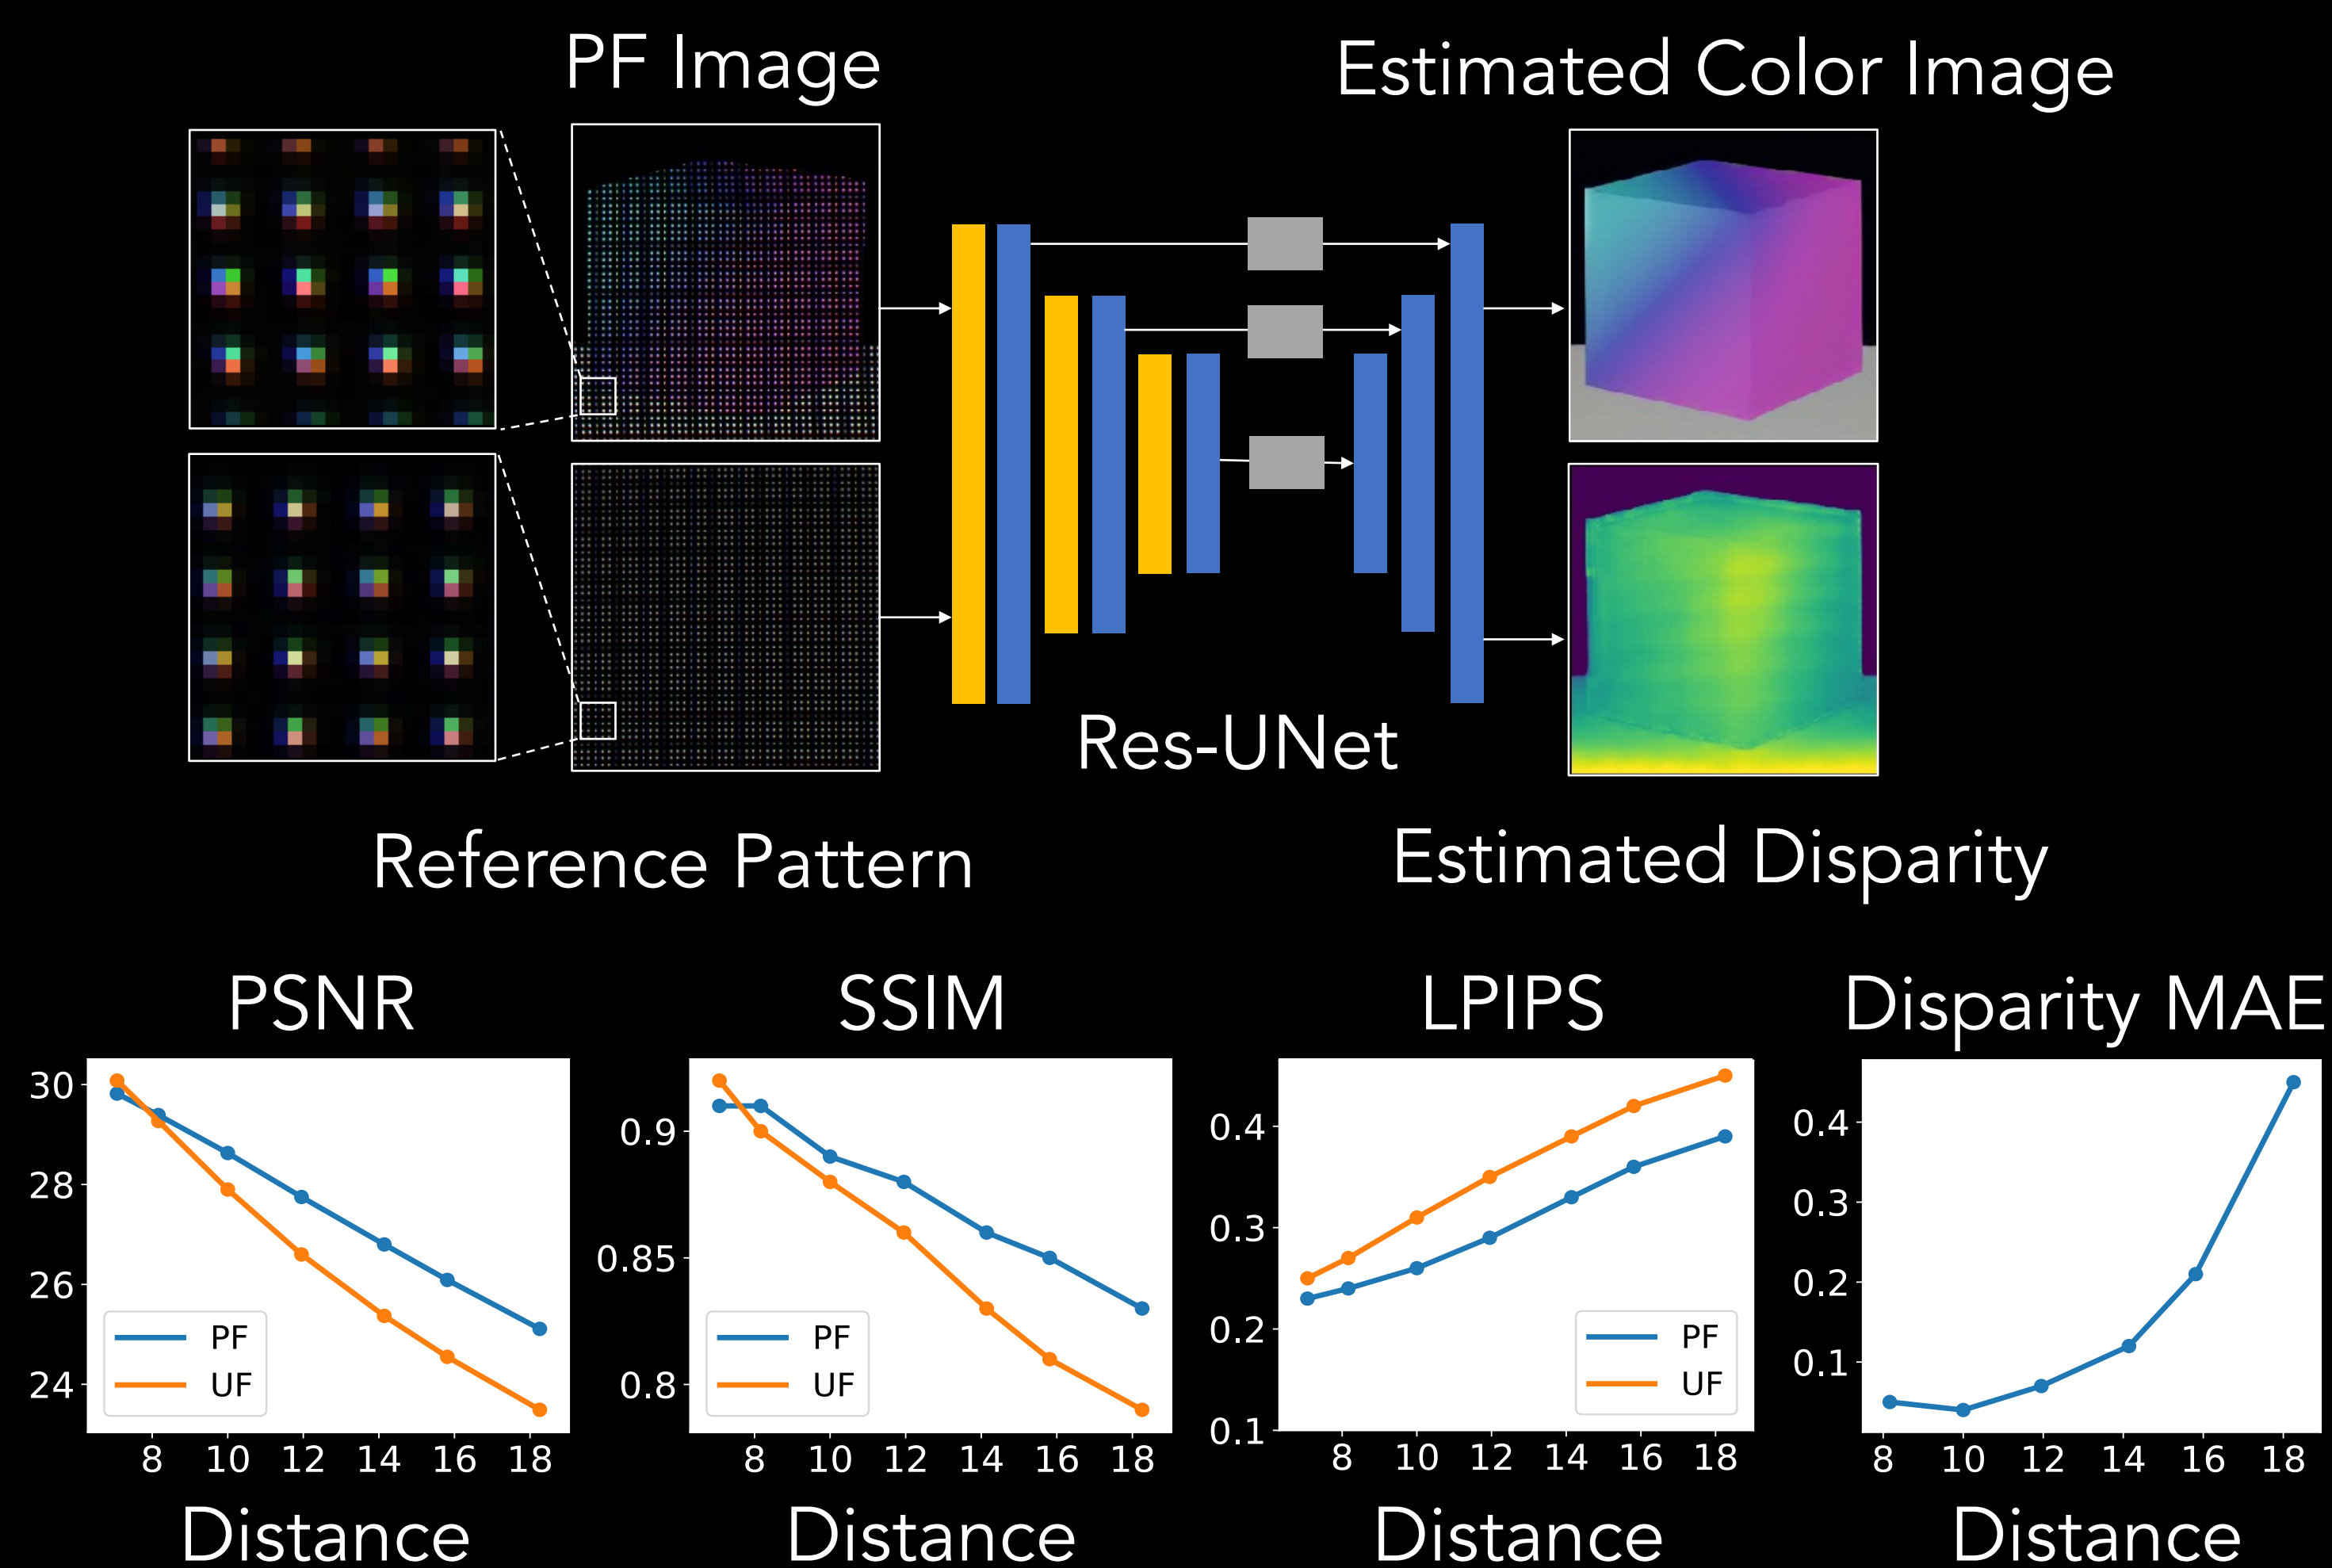 PF Image
Estimated Color Image
Res-UNet
Reference Pattern
Estimated Disparity
PSNR
30
28
26
24
PF
UF
8 10 12 14 16 18
Distance
SSIM
0.9
0.85
0.8
PF
UF
8 10 12 14 16 18
Distance
LPIPS
0.4
0.3
0.2
0.1
PF
UF
8 10 12 14 16 18
Distance
Disparity MAE
0.4
0.3
0.2
0.1
8 10 12 14 16 18
Distance